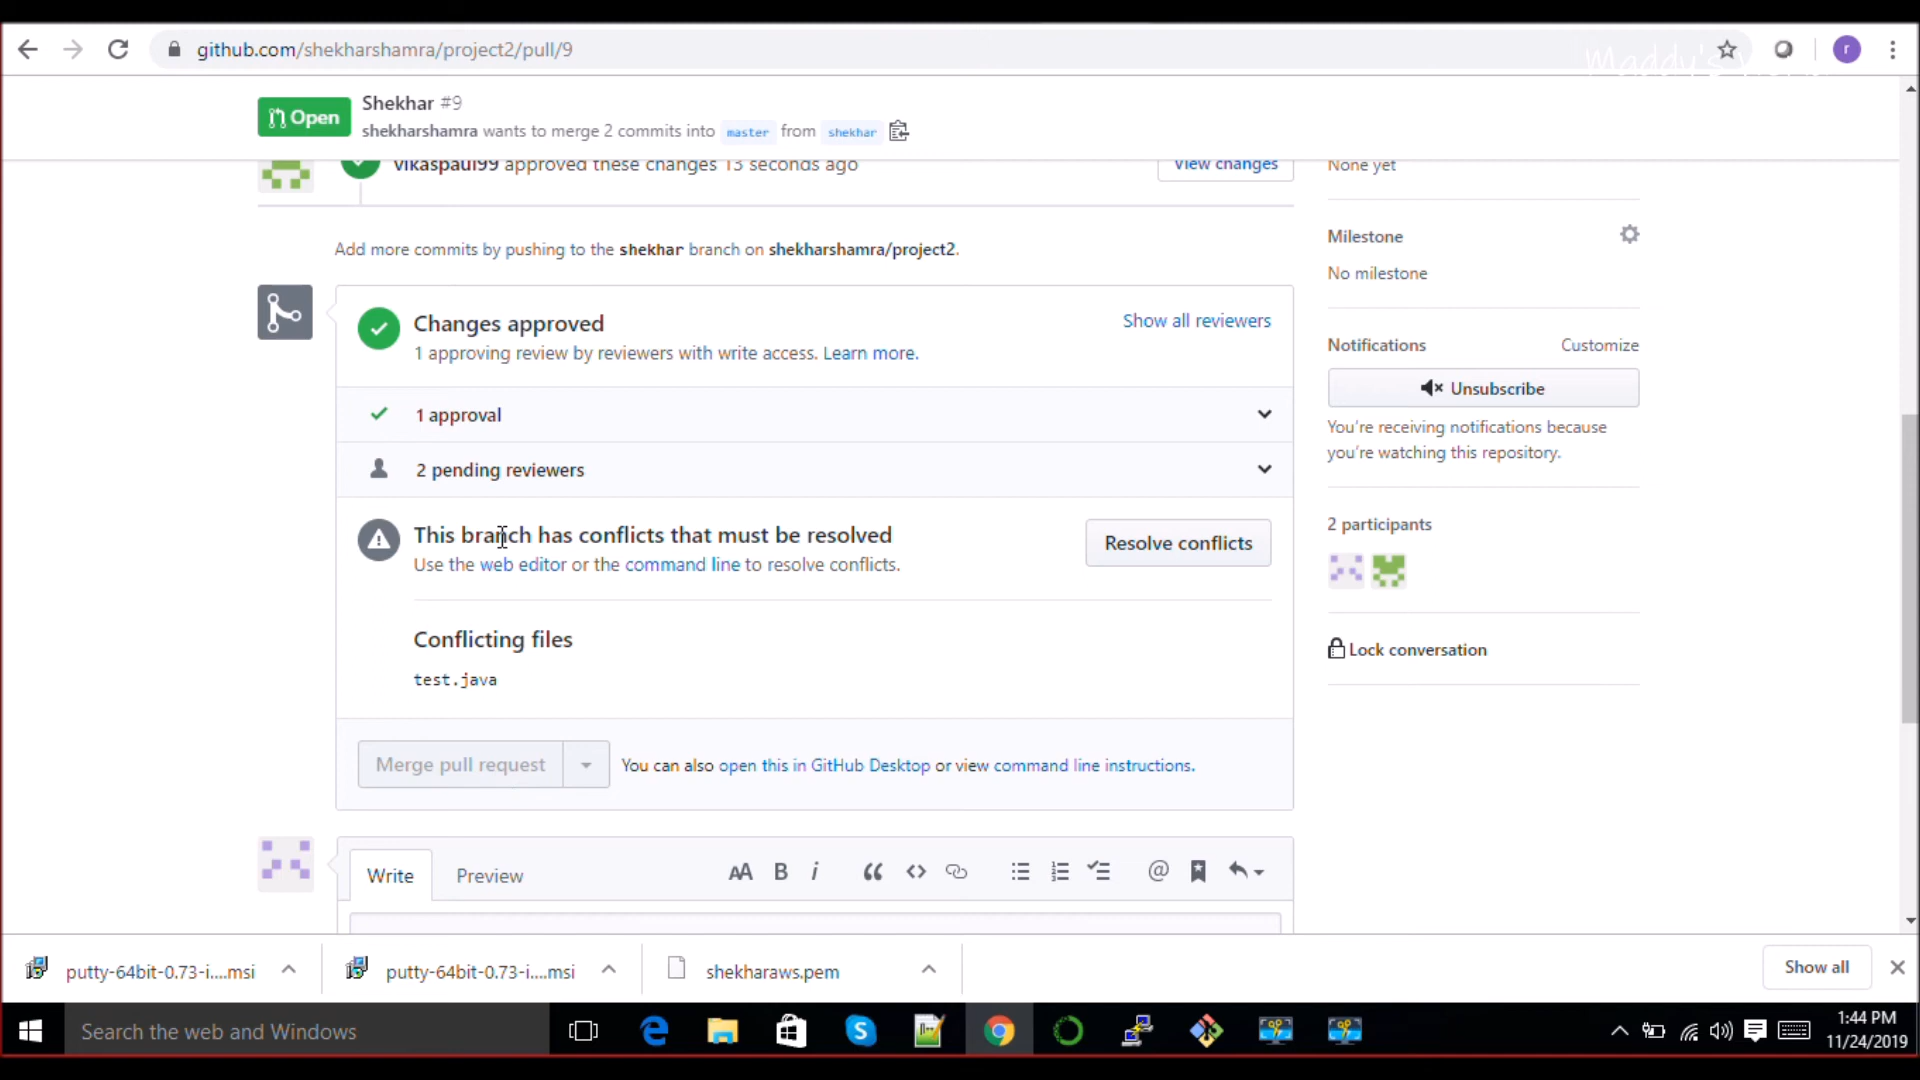 github.com/shekharshamra/project2/pull/9
Maddy's
r
Open
Shekhar #9
shekharshamra wants to merge 2 commits into master from shekhar
vikaspaul99 approved these changes 13 seconds ago
View changes
None yet
Add more commits by pushing to the shekhar branch on shekharshamra/project2.
Milestone
No milestone
Changes approved
1 approving review by reviewers with write access. Learn more.
Show all reviewers
Notifications
Customize
Unsubscribe
You're receiving notifications because
you're watching this repository.
1 approval
2 pending reviewers
This branch has conflicts that must be resolved
Use the web editor or the command line to resolve conflicts.
Resolve conflicts
2 participants
Conflicting files
test.java
Lock conversation
Merge pull request
You can also open this in GitHub Desktop or view command line instructions.
Write
Preview
AA B i
putty-64bit-0.73-i....msi
putty-64bit-0.73-i....msi
shekharaws.pem
Show all
Search the web and Windows
1:44 PM
11/24/2019